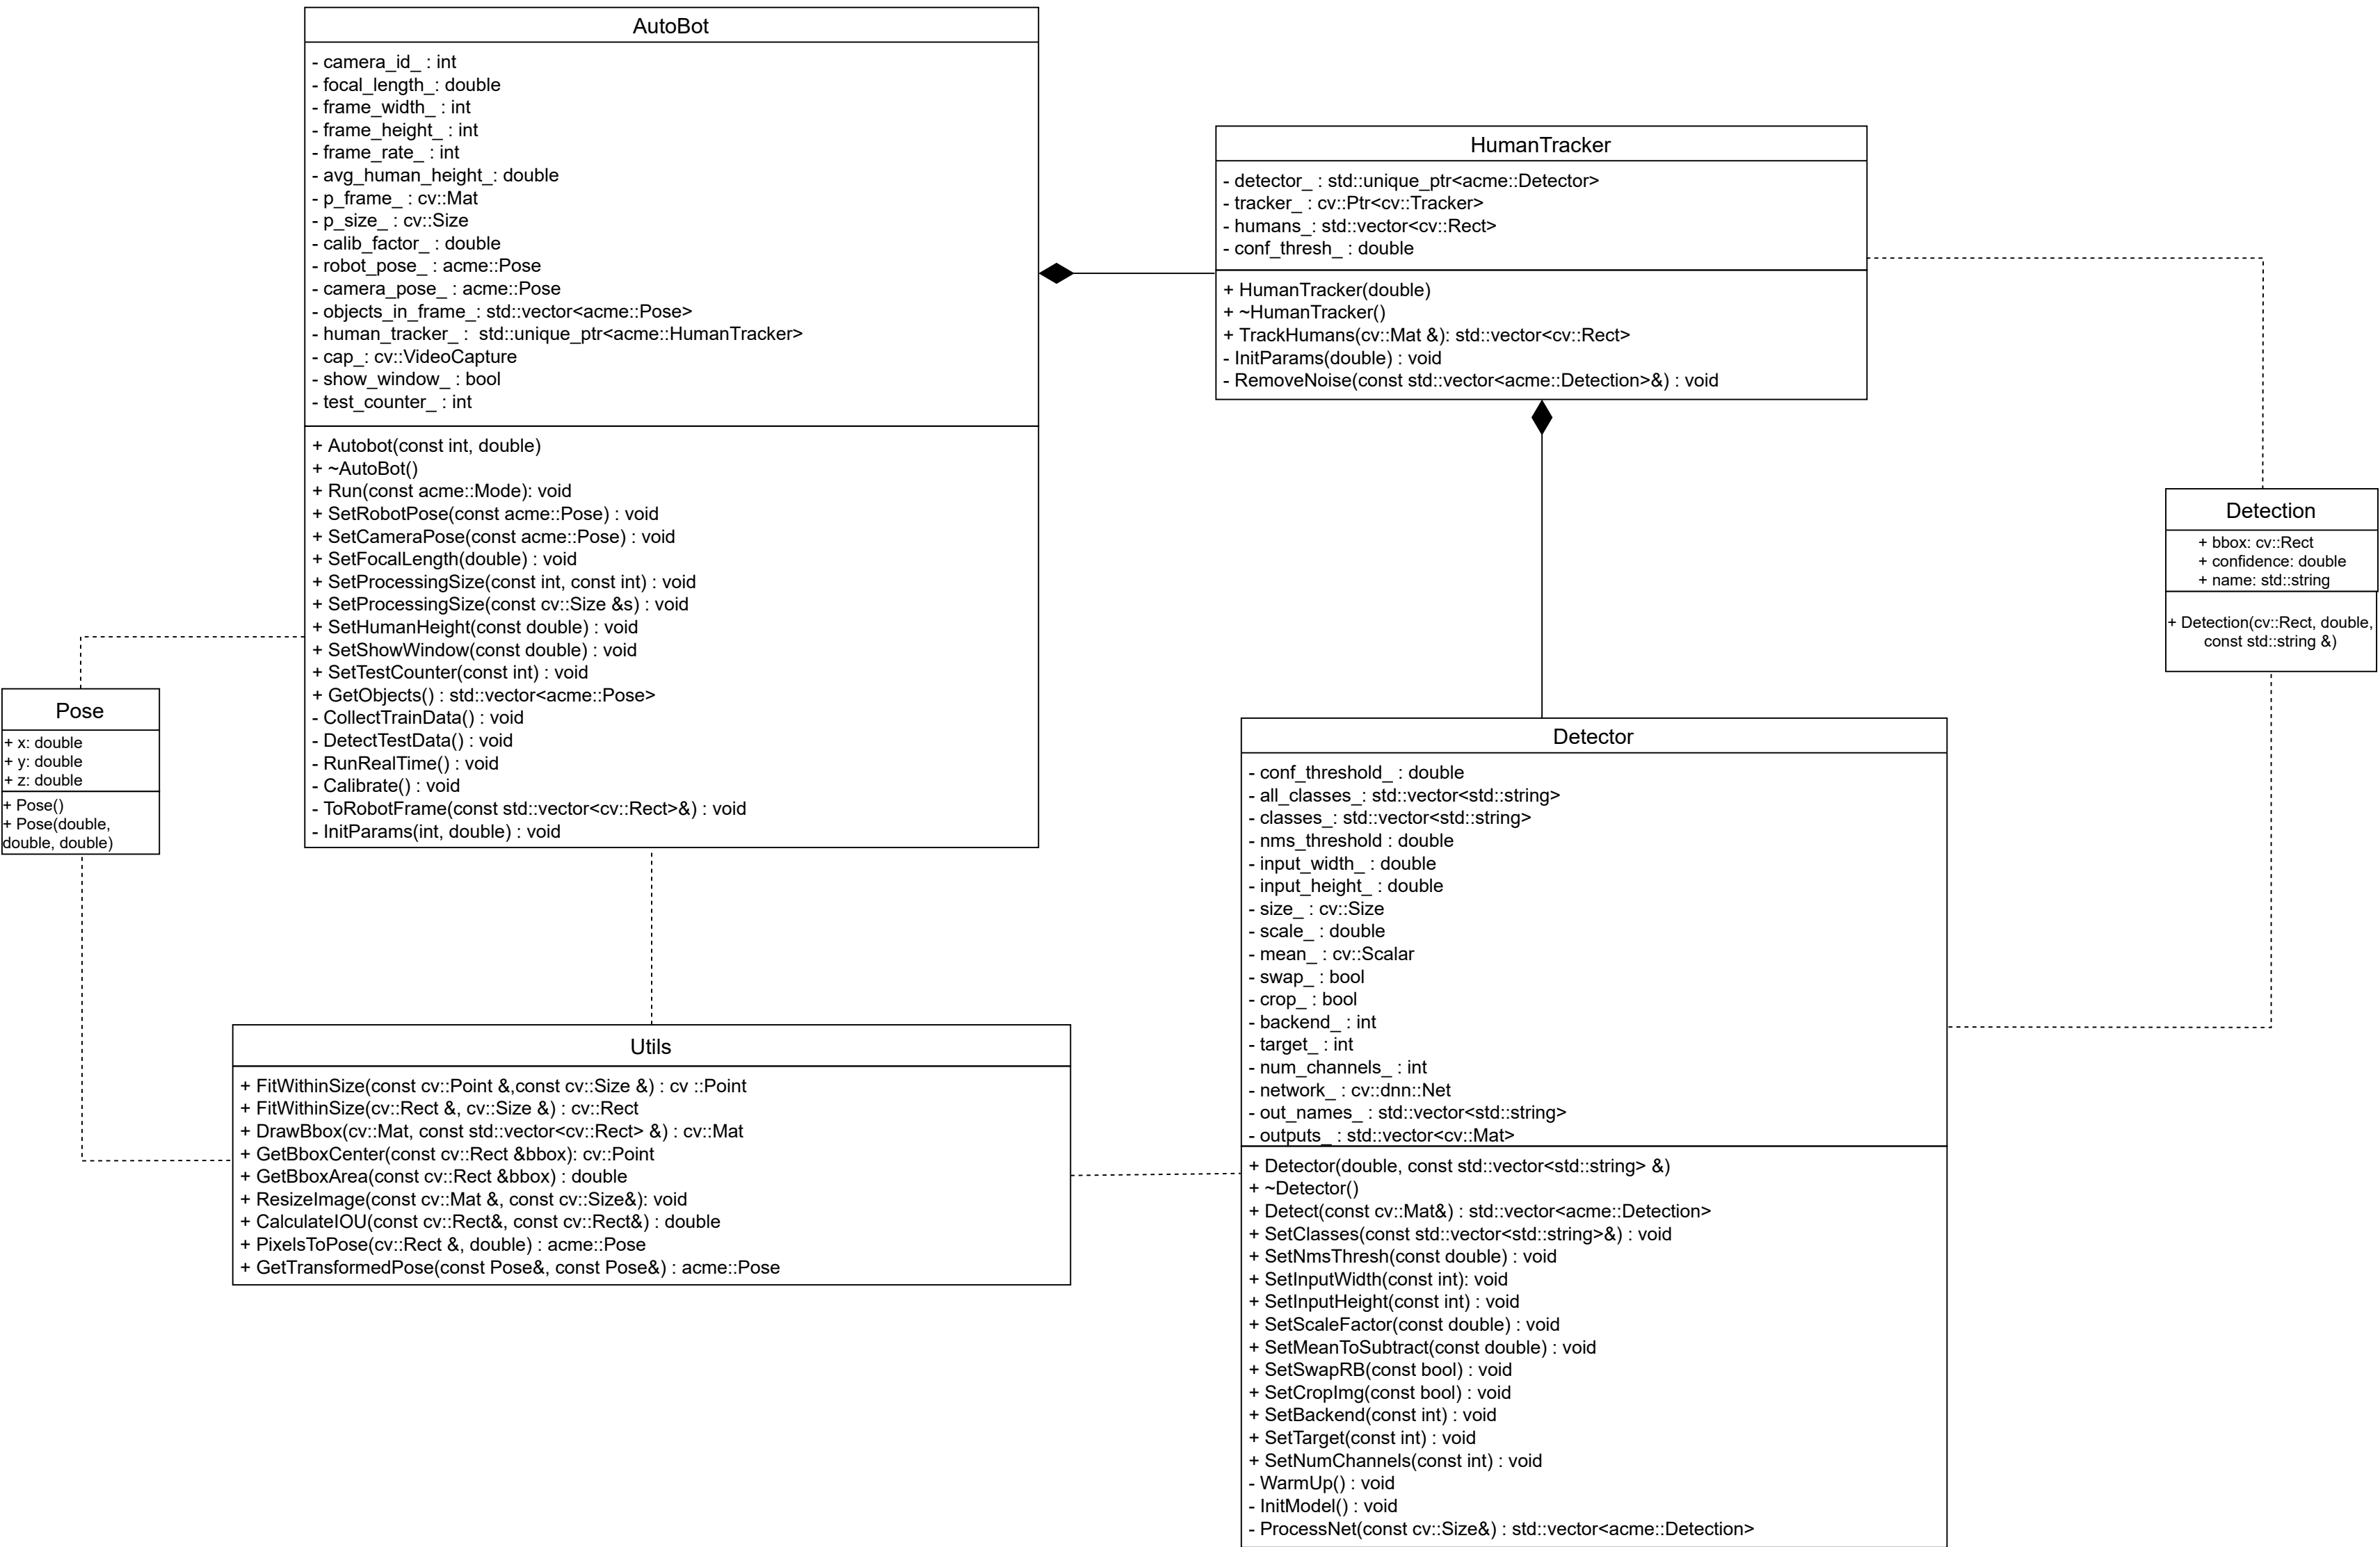 AutoBot
- camera_id_ : int
- focal_length_: double
- frame_width_ : int
- frame_height_ : int
- frame_rate_ : int
- avg_human_height_: double
- p_frame_ : cv::Mat
- p_size_ : cv::Size
- calib_factor_ : double
- robot_pose_ : acme::Pose
- camera_pose_ : acme::Pose
- objects_in_frame_: std::vector<acme::Pose>
- human_tracker_ :  std::unique_ptr<acme::HumanTracker>
- cap_: cv::VideoCapture
- show_window_ : bool
- test_counter_ : int
+ Autobot(const int, double)
+ ~AutoBot()
+ Run(const acme::Mode): void
+ SetRobotPose(const acme::Pose) : void
+ SetCameraPose(const acme::Pose) : void
+ SetFocalLength(double) : void
+ SetProcessingSize(const int, const int) : void
+ SetProcessingSize(const cv::Size &s) : void
+ SetHumanHeight(const double) : void
+ SetShowWindow(const double) : void
+ SetTestCounter(const int) : void
+ GetObjects() : std::vector<acme::Pose>
- CollectTrainData() : void
- DetectTestData() : void
- RunRealTime() : void
- Calibrate() : void
- ToRobotFrame(const std::vector<cv::Rect>&) : void
- InitParams(int, double) : void
HumanTracker
- detector_ : std::unique_ptr<acme::Detector>
- tracker_ : cv::Ptr<cv::Tracker>
- humans_: std::vector<cv::Rect>
- conf_thresh_ : double
+ HumanTracker(double)
+ ~HumanTracker()
+ TrackHumans(cv::Mat &): std::vector<cv::Rect>
- InitParams(double) : void
- RemoveNoise(const std::vector<acme::Detection>&) : void
Detection
+ bbox: cv::Rect
+ confidence: double
+ name: std::string
+ Detection(cv::Rect, double,
const std::string &)
Pose
+ x: double
+ y: double
+ z: double
+ Pose()
+ Pose(double,
double, double)
Detector
- conf_threshold_ : double
- all_classes_: std::vector<std::string>
- classes_: std::vector<std::string>
- nms_threshold : double
- input_width_ : double
- input_height_ : double
- size_ : cv::Size
- scale_ : double
- mean_ : cv::Scalar
- swap_ : bool
- crop_ : bool
- backend_ : int
- target_ : int
- num_channels_ : int
- network_ : cv::dnn::Net
- out_names_ : std::vector<std::string>
- outputs_ : std::vector<cv::Mat>
+ Detector(double, const std::vector<std::string> &)
+ ~Detector()
+ Detect(const cv::Mat&) : std::vector<acme::Detection>
+ SetClasses(const std::vector<std::string>&) : void
+ SetNmsThresh(const double) : void
+ SetInputWidth(const int): void
+ SetInputHeight(const int) : void
+ SetScaleFactor(const double) : void
+ SetMeanToSubtract(const double) : void
+ SetSwapRB(const bool) : void
+ SetCropImg(const bool) : void
+ SetBackend(const int) : void
+ SetTarget(const int) : void
+ SetNumChannels(const int) : void
- WarmUp() : void
- InitModel() : void
- ProcessNet(const cv::Size&) : std::vector<acme::Detection>
Utils
+ FitWithinSize(const cv::Point &,const cv::Size &) : cv ::Point
+ FitWithinSize(cv::Rect &, cv::Size &) : cv::Rect
+ DrawBbox(cv::Mat, const std::vector<cv::Rect> &) : cv::Mat
+ GetBboxCenter(const cv::Rect &bbox): cv::Point
+ GetBboxArea(const cv::Rect &bbox) : double
+ ResizeImage(const cv::Mat &, const cv::Size&): void
+ CalculateIOU(const cv::Rect&, const cv::Rect&) : double
+ PixelsToPose(cv::Rect &, double) : acme::Pose
+ GetTransformedPose(const Pose&, const Pose&) : acme::Pose